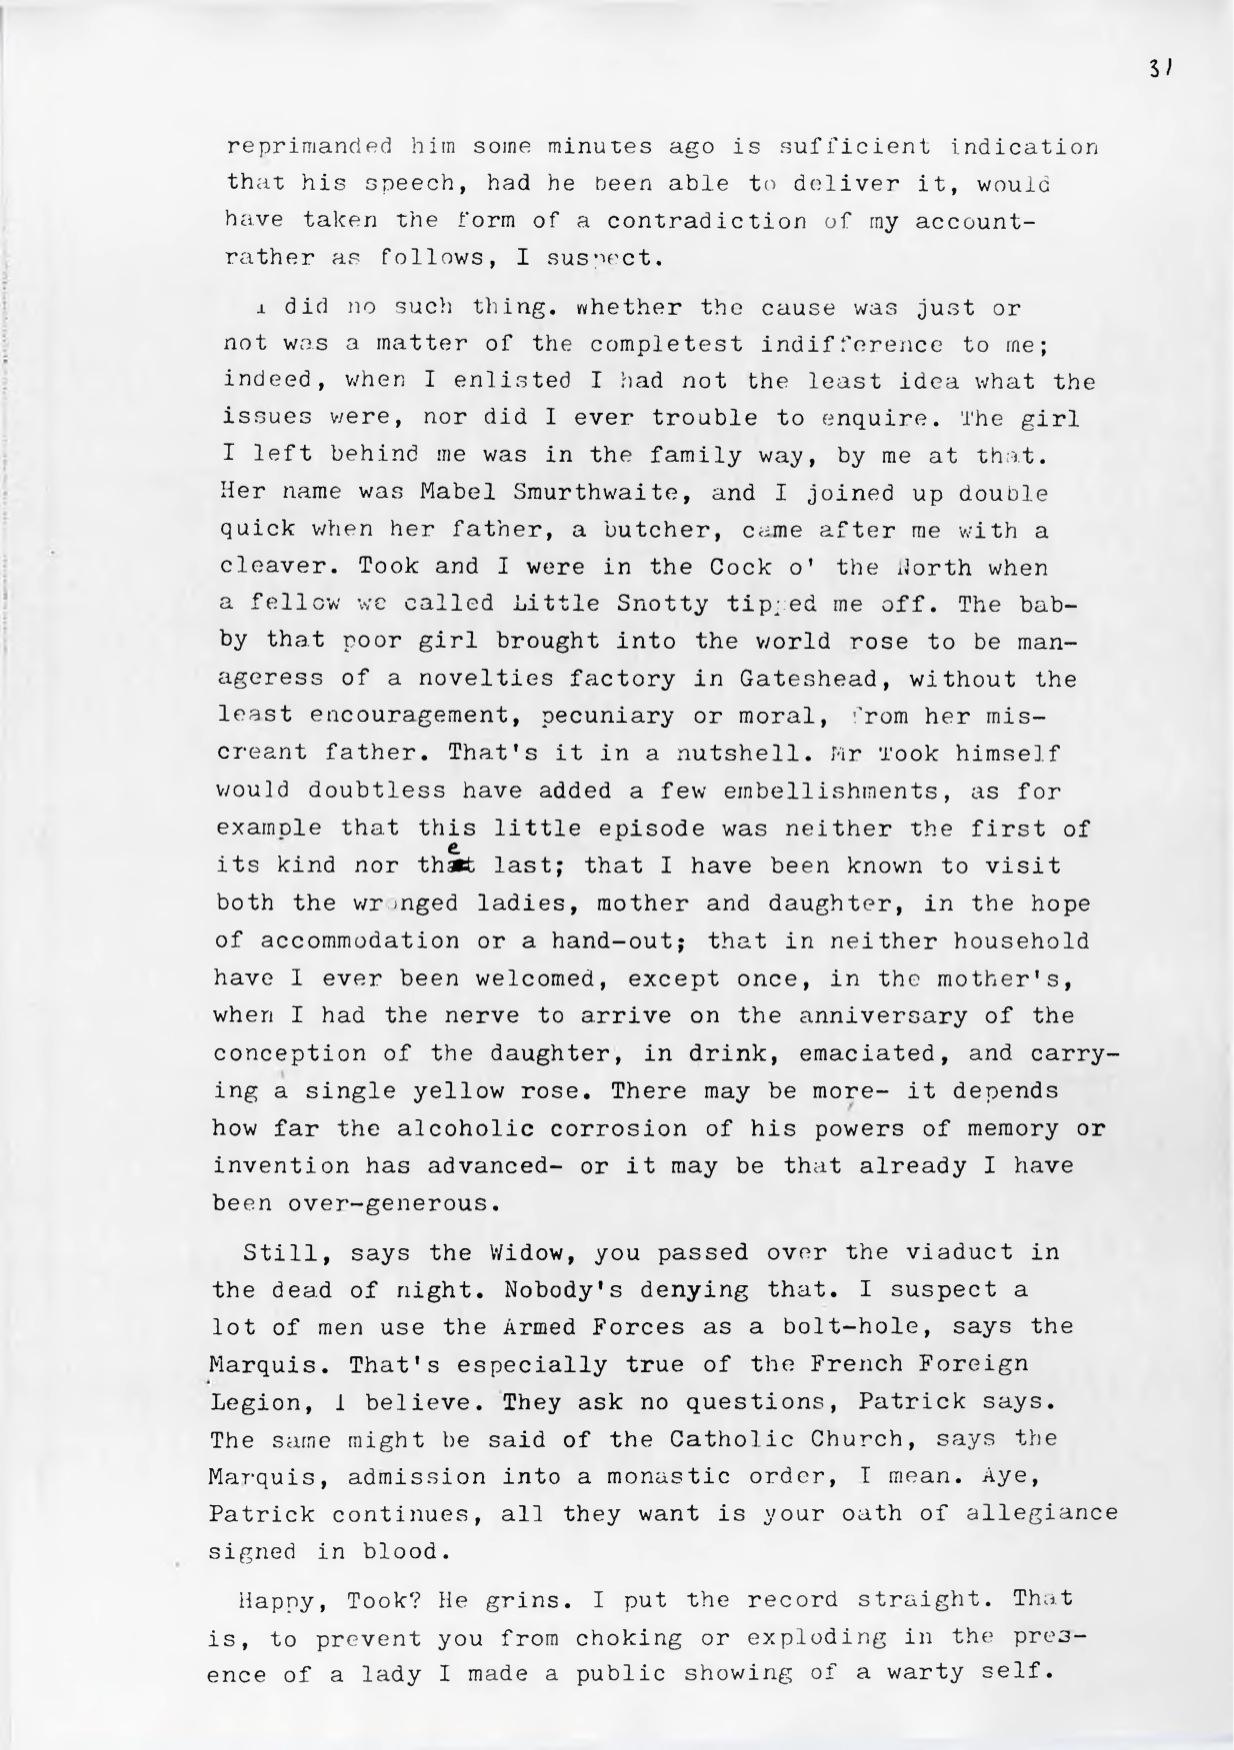 31
reprimanded him some minutes ago is sufficient indication
that his speech, had he been able to deliver it, would
have taken the form of a contradiction of my account-
rather as follows, I suspect.
I did no such thing. Whether the cause was just or
not was a matter of the completest indifference to me;
indeed, when I enlisted I had not the least idea what the
issues were, nor did I ever trouble to enquire. The girl
I left behind me was in the family way, by me at that.
Her name was Mabel Smurthwaite, and I joined up double
quick when her father, a butcher, came after me with a
cleaver. Took and I were in the Cock o' the North when
a fellow we called Little Snotty tipped me off. The bab-
by that poor girl brought into the world rose to be man-
ageress of a novelties factory in Gateshead, without the
least encouragement, pecuniary or moral, from her mis-
creant father. That's it in a nutshell. Mr Took himself
would doubtless have added a few embellishments, as for
example that this little episode was neither the first of
its kind nor the last; that I have been known to visit
both the wronged ladies, mother and daughter, in the hope
of accommodation or a hand-out; that in neither household
have I ever been welcomed, except once, in the mother's,
when I had the nerve to arrive on the anniversary of the
conception of the daughter, in drink, emaciated, and carry-
ing a single yellow rose. There may be more- it depends
how far the alcoholic corrosion of his powers of memory or
invention has advanced- or it may be that already I have
been over-generous.
Still, says the Widow, you passed over the viaduct in
the dead of night. Nobody's denying that. I suspect a
lot of men use the Armed Forces as a bolt-hole, says the
Marquis. That's especially true of the French Foreign
Legion, I believe. They ask no questions, Patrick says.
The same might be said of the Catholic Church, says the
Marquis, admission into a monastic order, I mean. Aye,
Patrick continues, all they want is your oath of allegiance
signed in blood.
Happy, Took? He grins. I put the record straight. That
is, to prevent you from choking or exploding in the pres-
ence of a lady I made a public showing of a warty self.